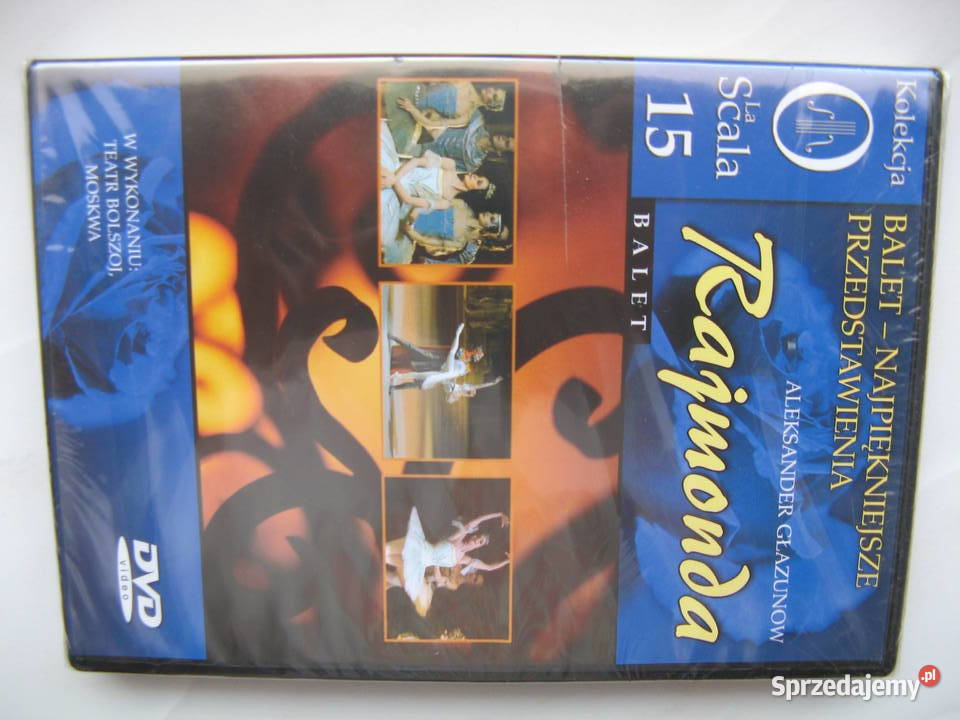 Kolekcja
La
Scala
15
BALET – NAJPIĘKNIEJSZE
PRZEDSTAWIENIA
ALEKSANDER GŁAZUNOW
Rajmonda
BALET
W WYKONANIU:
TEATR BOLSZOJ,
MOSKWA
DVD
video
Sprzedajemy.pl